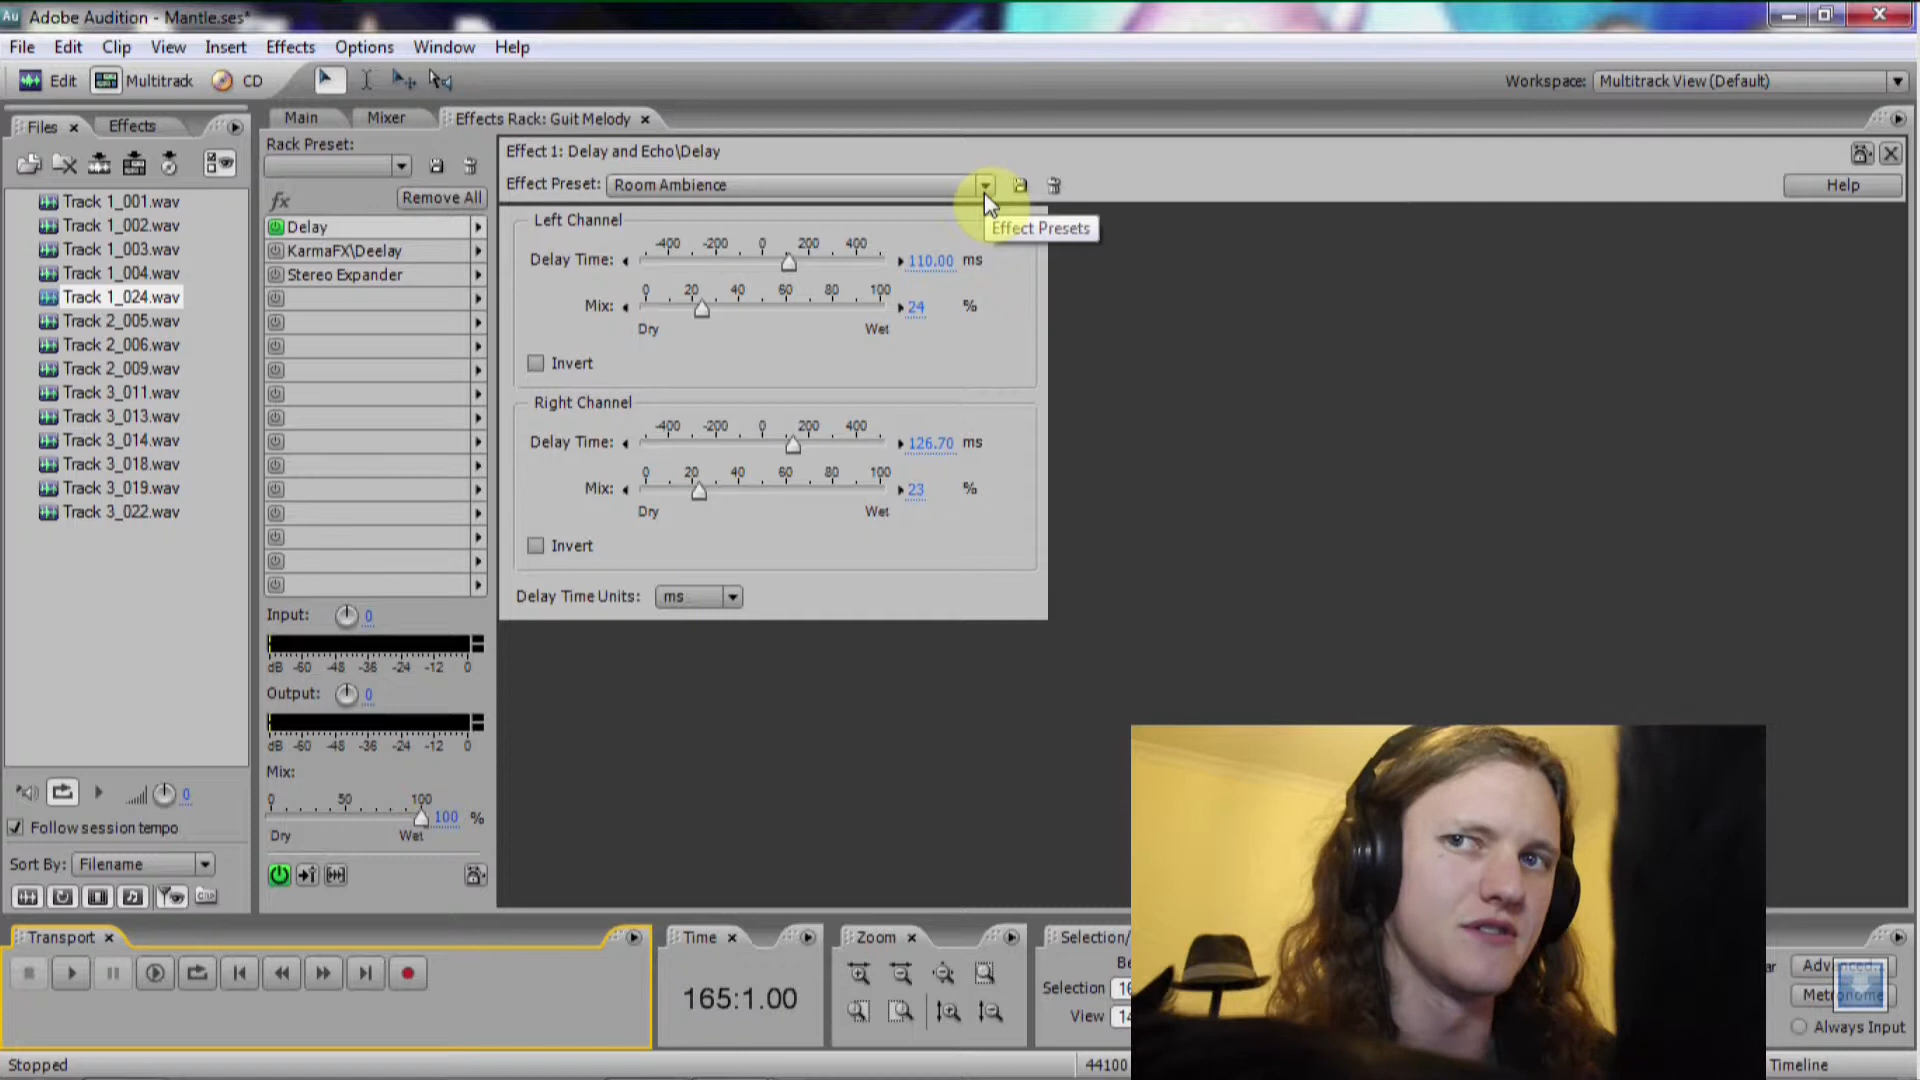 Au Adobe Audition - Mantle.ses*
File Edit Clip View Insert Effects Options Window Help
Edit Multitrack CD Workspace: Multitrack View (Default)
Files Effects Main Mixer Effects Rack: Guit Melody
Rack Preset:
fx Remove All
Delay
KarmaFX\Deelay
Stereo Expander
Effect 1: Delay and Echo\Delay
Effect Preset: Room Ambience Help
Effect Presets
Track 1_001.wav
Track 1_002.wav
Track 1_003.wav
Track 1_004.wav
Track 1_024.wav
Track 2_005.wav
Track 2_006.wav
Track 2_009.wav
Track 3_011.wav
Track 3_013.wav
Track 3_014.wav
Track 3_018.wav
Track 3_019.wav
Track 3_022.wav
Left Channel
-400 -200 0 200 400
Delay Time: 110.00 ms
0 20 40 60 80 100
Mix: 24 %
Dry Wet
Invert
Right Channel
-400 -200 0 200 400
Delay Time: 126.70 ms
0 20 40 60 80 100
Mix: 23 %
Dry Wet
Invert
Delay Time Units: ms
Input: 0
dB -60 -48 -36 -24 -12 0
Output: 0
dB -60 -48 -36 -24 -12 0
Mix:
0 50 100
100 %
Dry Wet
0
Follow session tempo
Sort By: Filename
Transport Time Zoom Selection/
165:1.00
Selection
View
Metronome
Always Input
Stopped 44100 Timeline